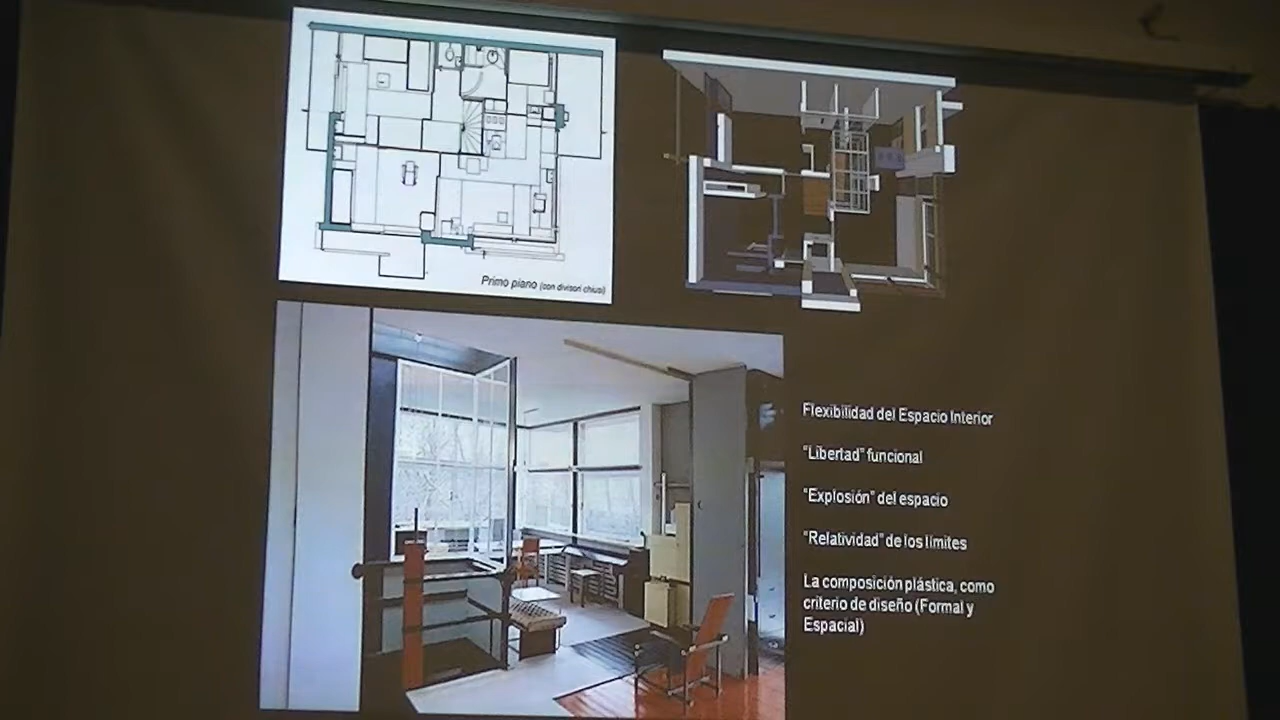 Primo piano (con divisori chiusi)
Flexibilidad del Espacio Interior
"Libertad" funcional
"Explosión" del espacio
"Relatividad" de los límites
La composición plástica, como
criterio de diseño (Formal y
Espacial)